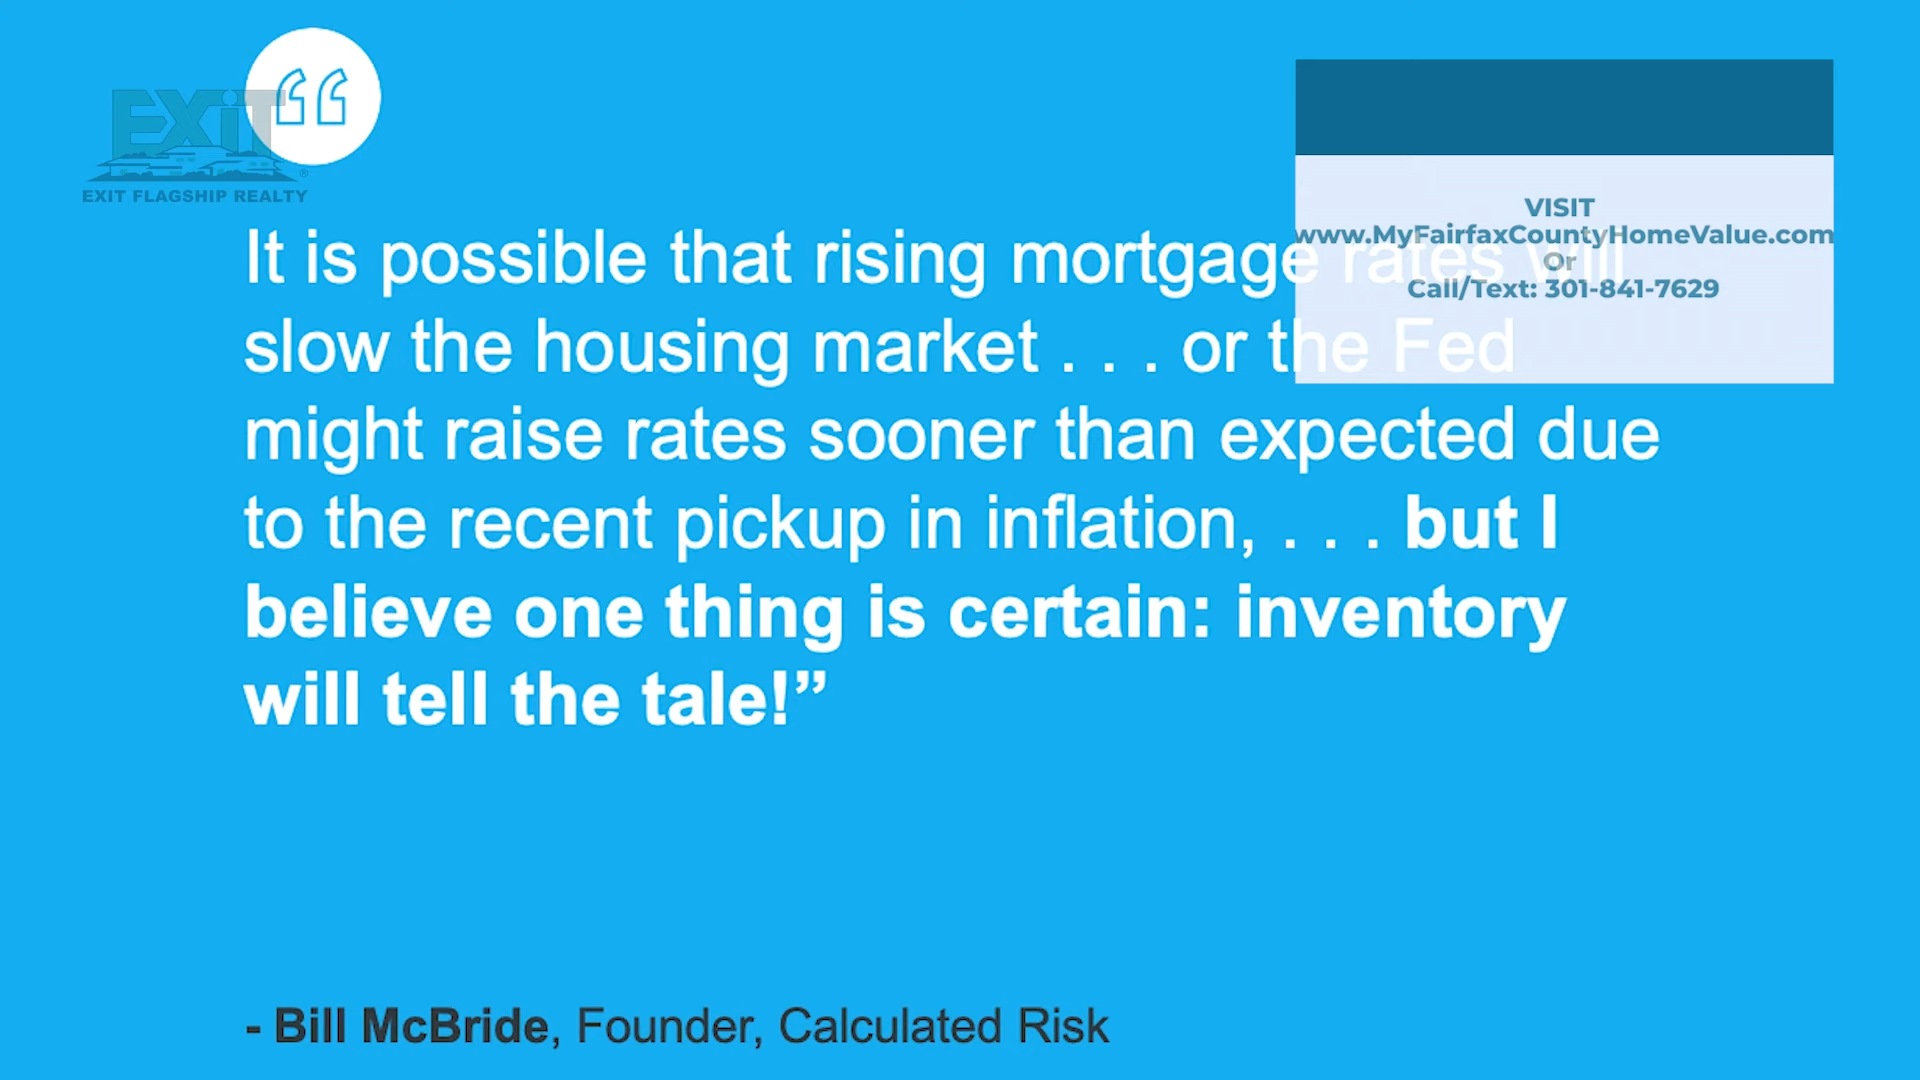 EXIT
EXIT FLAGSHIP REALTY
VISIT
www.MyFairfaxCountyHomeValue.com
Or
Call/Text: 301-841-7629
It is possible that rising mortgage rates will
slow the housing market . . . or the Fed
might raise rates sooner than expected due
to the recent pickup in inflation, . . . but I
believe one thing is certain: inventory
will tell the tale!”
- Bill McBride, Founder, Calculated Risk